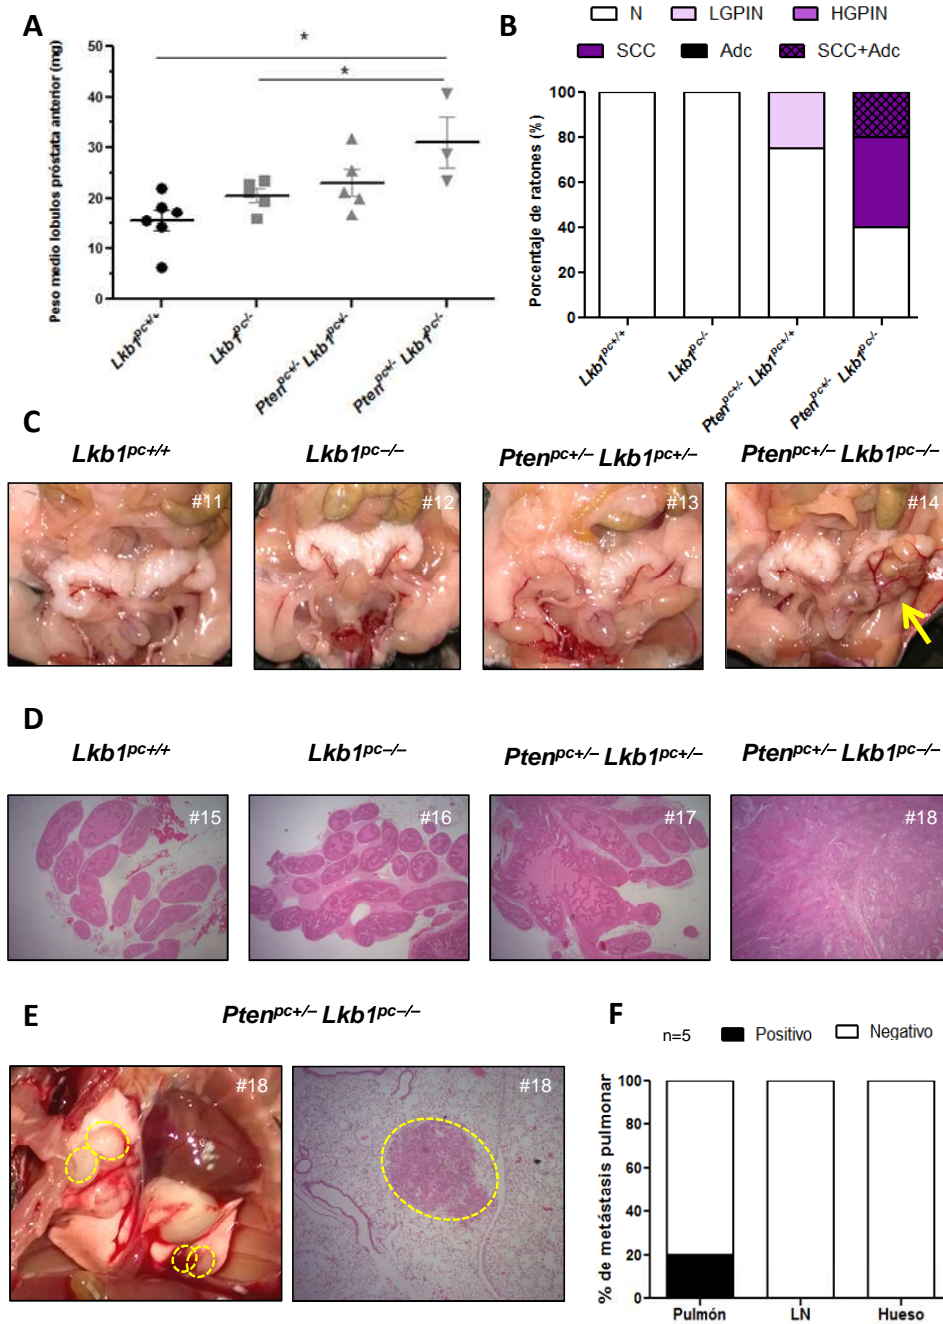 A
Peso medio lobulos próstata anterior (mg)
50
40
30
20
10
0
*
*
Lkb1pc+/+
Lkb1pc/-
Ptenpc+/- Lkb1pc+/-
Ptenpc+/- Lkb1pc/-
B
N LGPIN HGPIN
SCC Adc SCC+Adc
Porcentaje de ratones (%)
100
80
60
40
20
0
Lkb1pc+/+
Lkb1pc/-
Ptenpc+/- Lkb1pc+/+
Ptenpc+/- Lkb1pc/-
C
Lkb1pc+/+ Lkb1pc–/– Ptenpc+/– Lkb1pc+/– Ptenpc+/– Lkb1pc–/–
#11 #12 #13 #14
D
Lkb1pc+/+ Lkb1pc–/– Ptenpc+/– Lkb1pc+/– Ptenpc+/– Lkb1pc–/–
#15 #16 #17 #18
E
Ptenpc+/– Lkb1pc–/–
#18 #18
F
n=5 Positivo Negativo
% de metástasis pulmonar
100
80
60
40
20
0
Pulmón LN Hueso